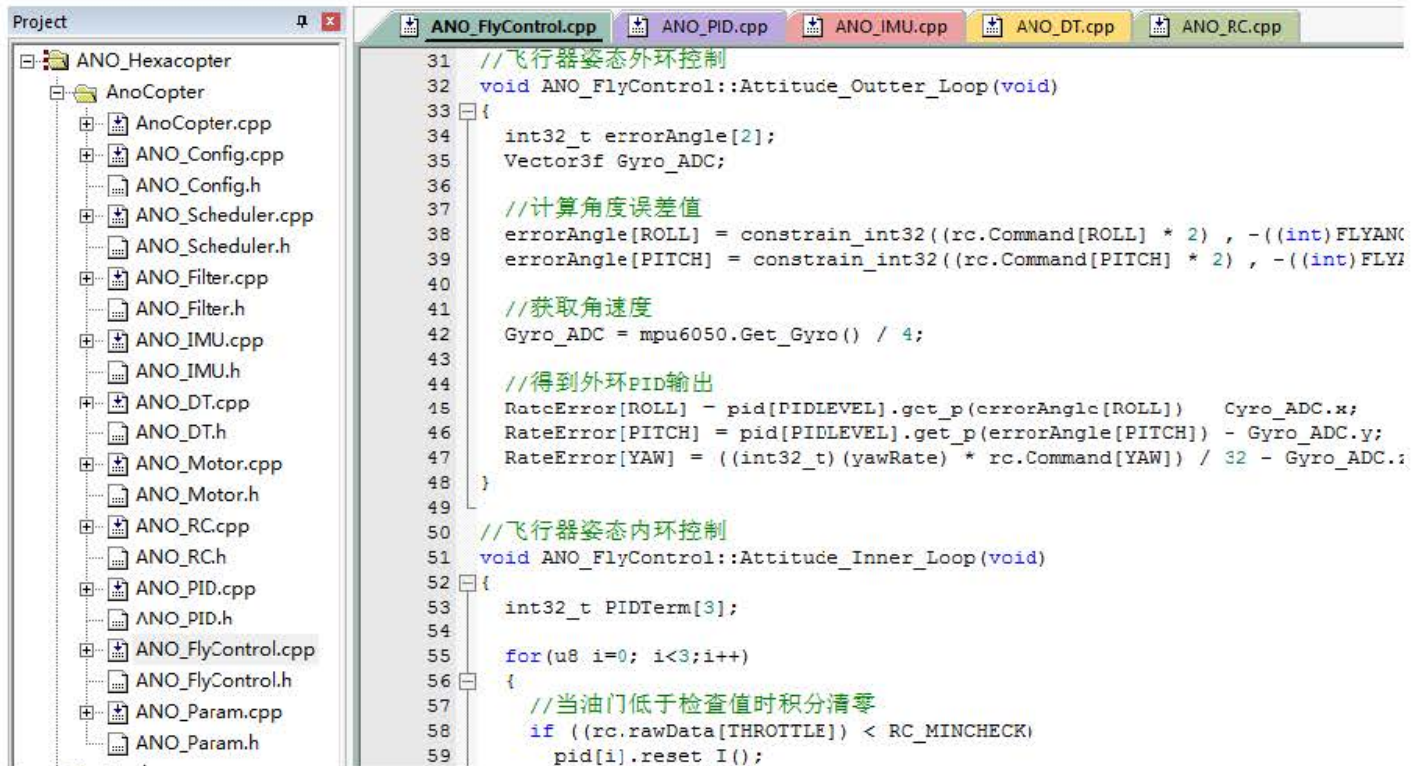 Project
ANO_Hexacopter
AnoCopter
AnoCopter.cpp
ANO_Config.cpp
ANO_Config.h
ANO_Scheduler.cpp
ANO_Scheduler.h
ANO_Filter.cpp
ANO_Filter.h
ANO_IMU.cpp
ANO_IMU.h
ANO_DT.cpp
ANO_DT.h
ANO_Motor.cpp
ANO_Motor.h
ANO_RC.cpp
ANO_RC.h
ANO_PID.cpp
ANO_PID.h
ANO_FlyControl.cpp
ANO_FlyControl.h
ANO_Param.cpp
ANO_Param.h
ANO_FlyControl.cpp ANO_PID.cpp ANO_IMU.cpp ANO_DT.cpp ANO_RC.cpp
31 //飞行器姿态外环控制
32 void ANO_FlyControl::Attitude_Outter_Loop(void)
33 {
34 int32_t errorAngle[2];
35 Vector3f Gyro_ADC;
36
37 //计算角度误差值
38 errorAngle[ROLL] = constrain_int32((rc.Command[ROLL] * 2) , -((int)FLYANG
39 errorAngle[PITCH] = constrain_int32((rc.Command[PITCH] * 2) , -((int)FLYA
40
41 //获取角速度
42 Gyro_ADC = mpu6050.Get_Gyro() / 4;
43
44 //得到外环PID输出
45 RateError[ROLL] = pid[PIDLEVEL].get_p(errorAngle[ROLL]) - Gyro_ADC.x;
46 RateError[PITCH] = pid[PIDLEVEL].get_p(errorAngle[PITCH]) - Gyro_ADC.y;
47 RateError[YAW] = ((int32_t)(yawRate) * rc.Command[YAW]) / 32 - Gyro_ADC.z
48 }
49
50 //飞行器姿态内环控制
51 void ANO_FlyControl::Attitude_Inner_Loop(void)
52 {
53 int32_t PIDTerm[3];
54
55 for(u8 i=0; i<3;i++)
56 {
57 //当油门低于检查值时积分清零
58 if ((rc.rawData[THROTTLE]) < RC_MINCHECK)
59 pid[i].reset_I();